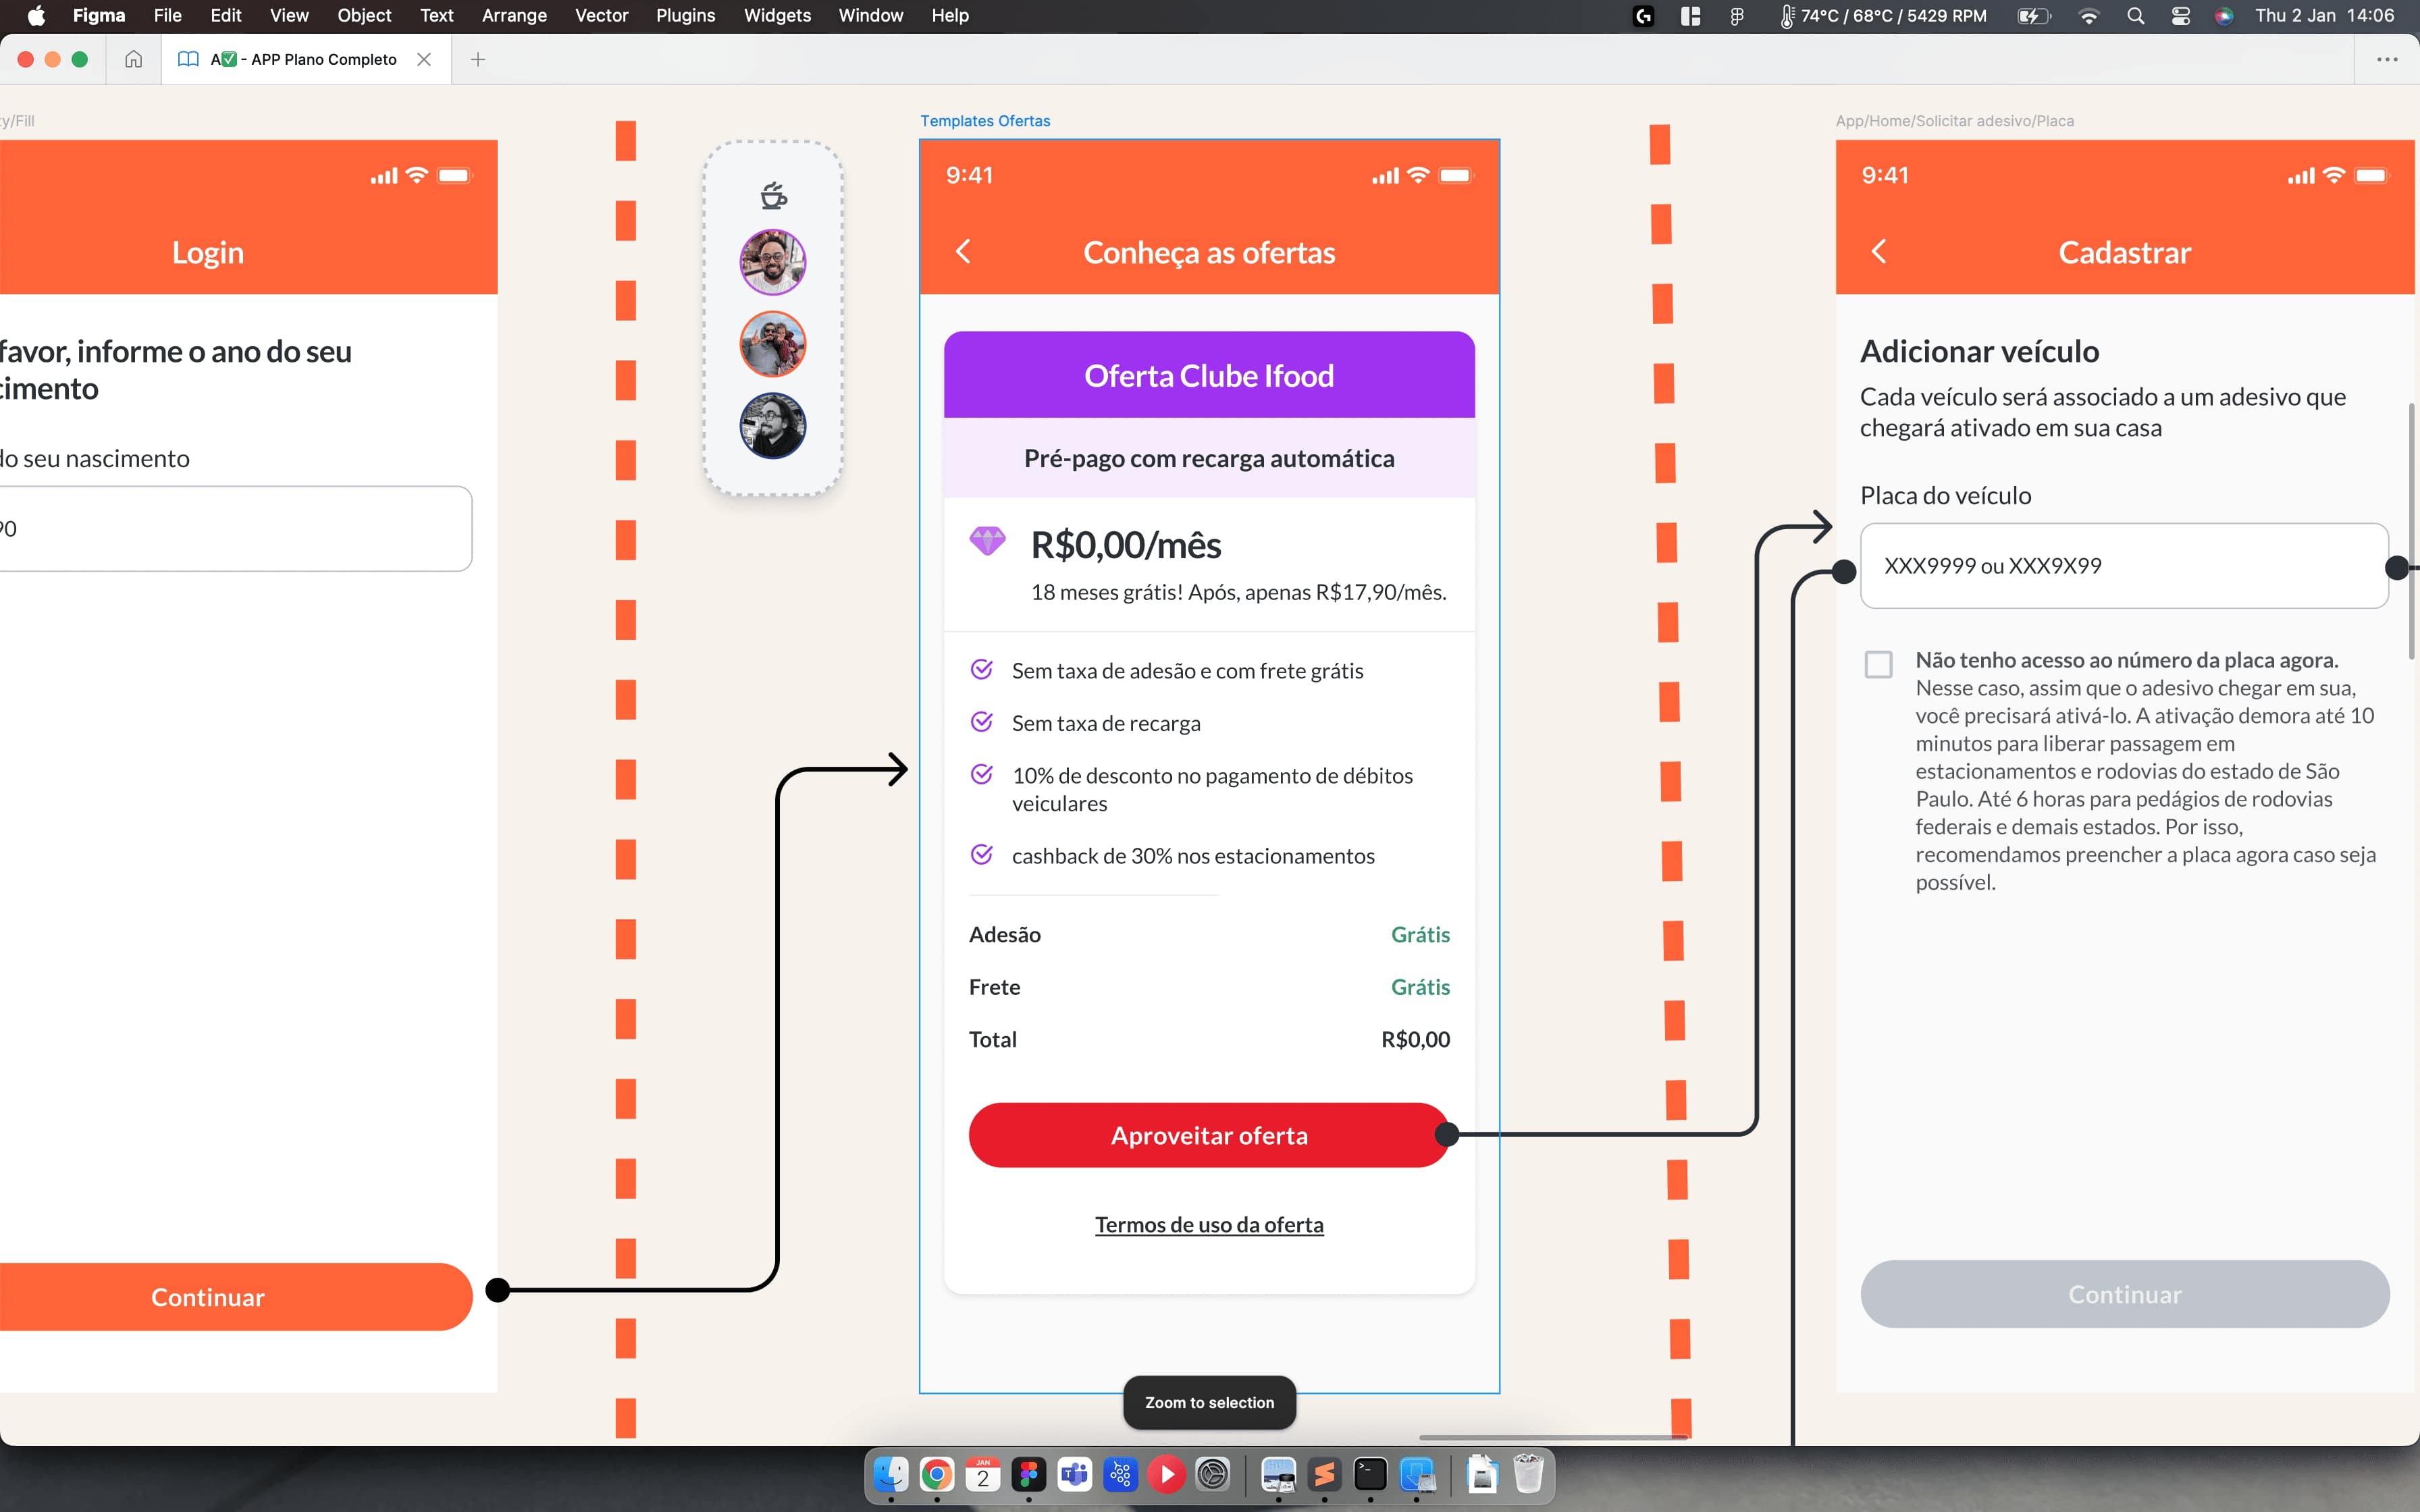 Figma File Edit View Object Text Arrange Vector Plugins Widgets Window Help
74°C / 68°C / 5429 RPM
Thu 2 Jan 14:06
A✅ - APP Plano Completo
y/Fill
Login
favor, informe o ano do seu
cimento
do seu nascimento
90
Continuar
Templates Ofertas
9:41
Conheça as ofertas
Oferta Clube Ifood
Pré-pago com recarga automática
R$0,00/mês
18 meses grátis! Após, apenas R$17,90/mês.
Sem taxa de adesão e com frete grátis
Sem taxa de recarga
10% de desconto no pagamento de débitos
veiculares
cashback de 30% nos estacionamentos
Adesão Grátis
Frete Grátis
Total R$0,00
Aproveitar oferta
Termos de uso da oferta
Zoom to selection
App/Home/Solicitar adesivo/Placa
9:41
Cadastrar
Adicionar veículo
Cada veículo será associado a um adesivo que
chegará ativado em sua casa
Placa do veículo
XXX9999 ou XXX9X99
Não tenho acesso ao número da placa agora.
Nesse caso, assim que o adesivo chegar em sua,
você precisará ativá-lo. A ativação demora até 10
minutos para liberar passagem em
estacionamentos e rodovias do estado de São
Paulo. Até 6 horas para pedágios de rodovias
federais e demais estados. Por isso,
recomendamos preencher a placa agora caso seja
possível.
Continuar
JAN
2